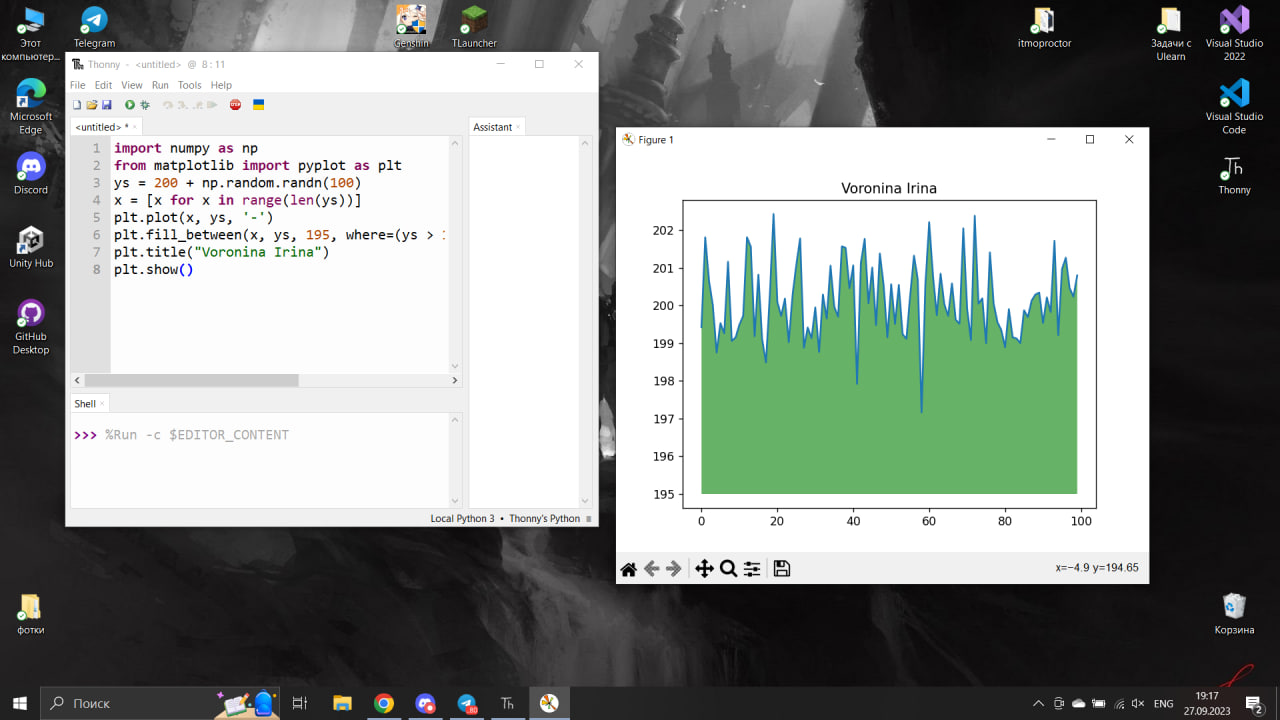 Этот компьютер...
Telegram
Genshin
TLauncher
itmoproctor
Задачи с Ulearn
Visual Studio 2022
Microsoft Edge
Discord
Unity Hub
GitHub Desktop
фотки
Visual Studio Code
Thonny
Корзина
Thonny - <untitled> @ 8 : 11
File Edit View Run Tools Help
STOP
<untitled> *
Assistant
1 import numpy as np
2 from matplotlib import pyplot as plt
3 ys = 200 + np.random.randn(100)
4 x = [x for x in range(len(ys))]
5 plt.plot(x, ys, '-')
6 plt.fill_between(x, ys, 195, where=(ys >
7 plt.title("Voronina Irina")
8 plt.show()
Shell
>>> %Run -c $EDITOR_CONTENT
Local Python 3 • Thonny's Python
Figure 1
Voronina Irina
202
201
200
199
198
197
196
195
0 20 40 60 80 100
x=−4.9 y=194.65
Поиск
80
Th
ENG
19:17
27.09.2023
2